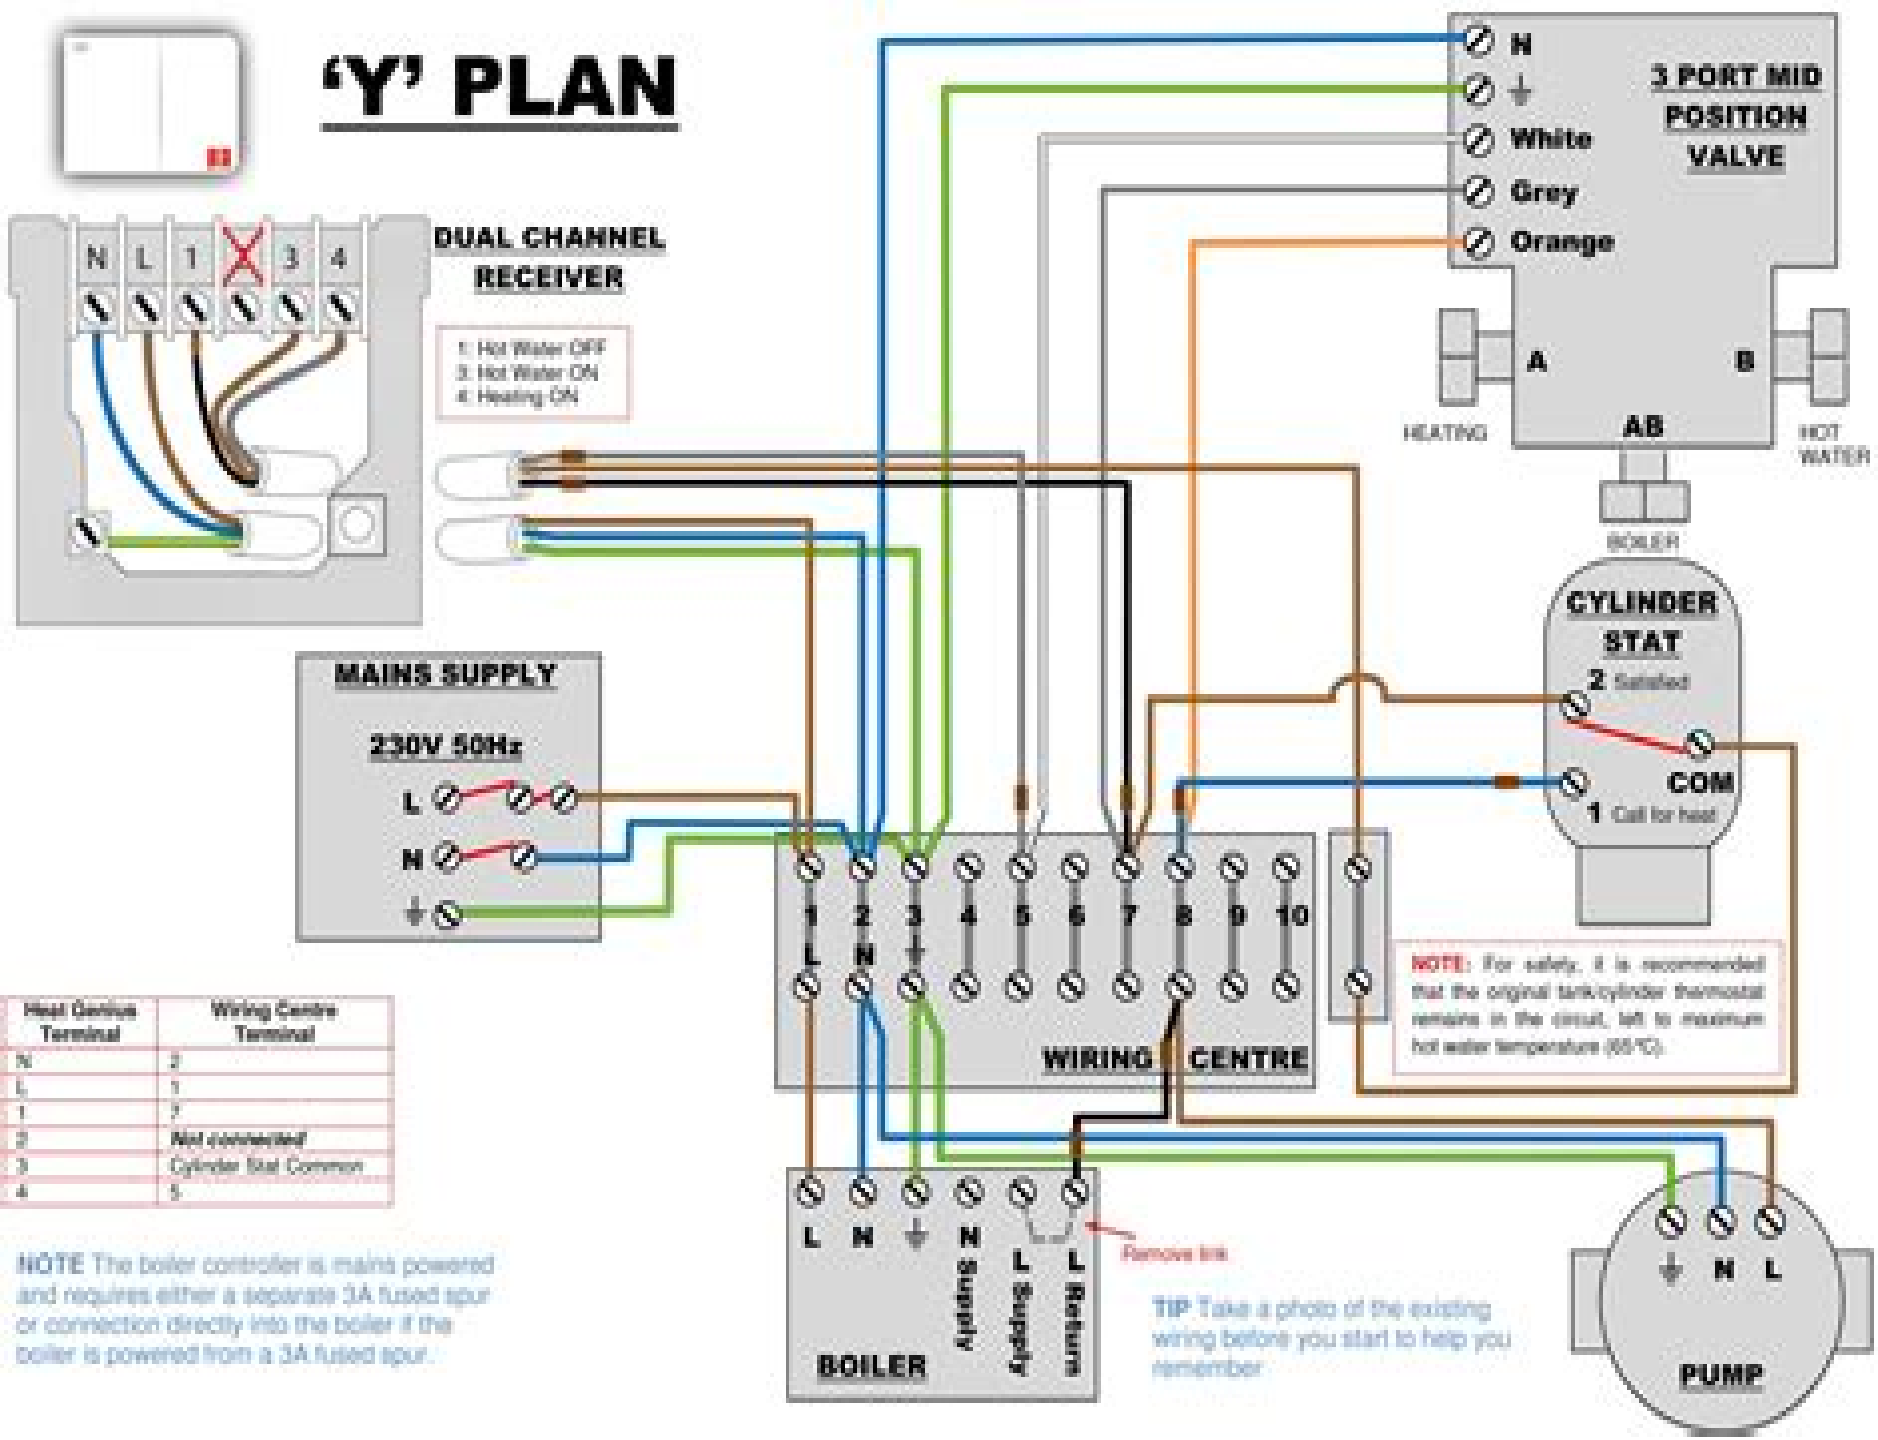 ‘Y’ PLAN
N L 1 3 4
DUAL CHANNEL
RECEIVER
1: Hot Water OFF
3: Hot Water ON
4: Heating ON
N
White
Grey
Orange
3 PORT MID
POSITION
VALVE
A
B
AB
HEATING
HOT
WATER
BOILER
CYLINDER
STAT
2 Satisfied
COM
1 Call for heat
MAINS SUPPLY
230V 50Hz
L
N
1 2 3 4 5 6 7 8 9 10
L N
WIRING CENTRE
NOTE: For safety, it is recommended
that the original tank/cylinder thermostat
remains in the circuit, left to maximum
hot water temperature (65°C).
Heat Genius
Terminal
Wiring Centre
Terminal
N 2
L 1
1 7
2 Not connected
3 Cylinder Stat Common
4 5
NOTE The boiler controller is mains powered
and requires either a separate 3A fused spur
or connection directly into the boiler if the
boiler is powered from a 3A fused spur.
L
N
N Supply
L Supply
L Return
BOILER
Remove link
TIP Take a photo of the existing
wiring before you start to help you
remember
N L
PUMP